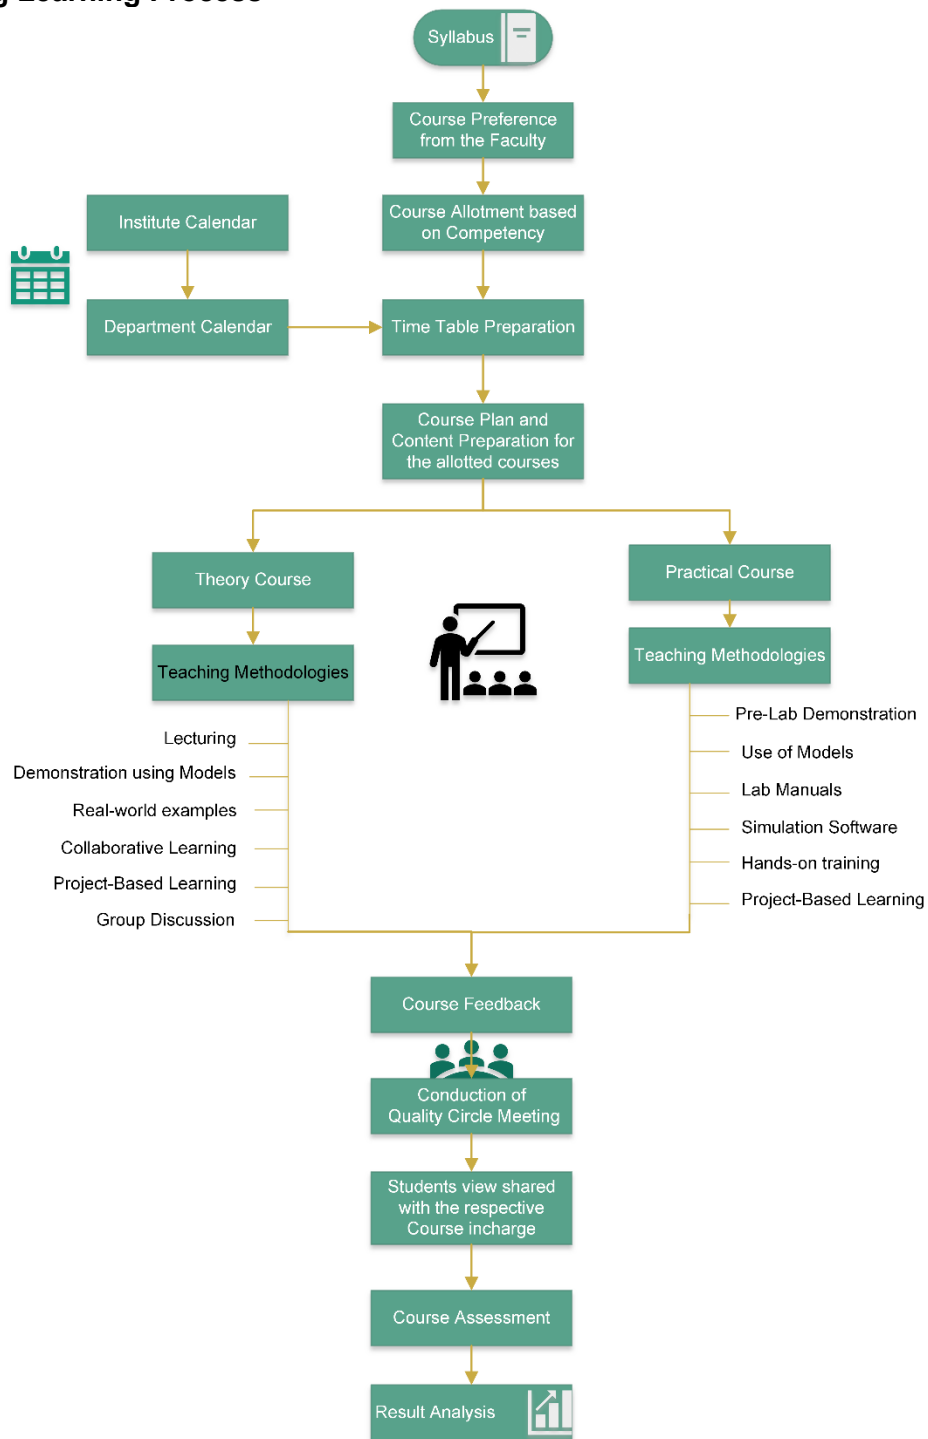 g Learning Process
Syllabus
Course Preference
from the Faculty
Institute Calendar
Course Allotment based
on Competency
Department Calendar
Time Table Preparation
Course Plan and
Content Preparation for
the allotted courses
Theory Course
Practical Course
Teaching Methodologies
Teaching Methodologies
Lecturing
Demonstration using Models
Real-world examples
Collaborative Learning
Project-Based Learning
Group Discussion
Pre-Lab Demonstration
Use of Models
Lab Manuals
Simulation Software
Hands-on training
Project-Based Learning
Course Feedback
Conduction of
Quality Circle Meeting
Students view shared
with the respective
Course incharge
Course Assessment
Result Analysis